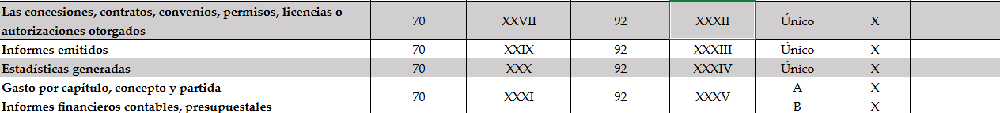 Las concesiones, contratos, convenios, permisos, licencias o
autorizaciones otorgados 70 XXVII 92 XXXII Único X
Informes emitidos 70 XXIX 92 XXXIII Único X
Estadísticas generadas 70 XXX 92 XXXIV Único X
Gasto por capítulo, concepto y partida 70 XXXI 92 XXXV A X
Informes financieros contables, presupuestales B X